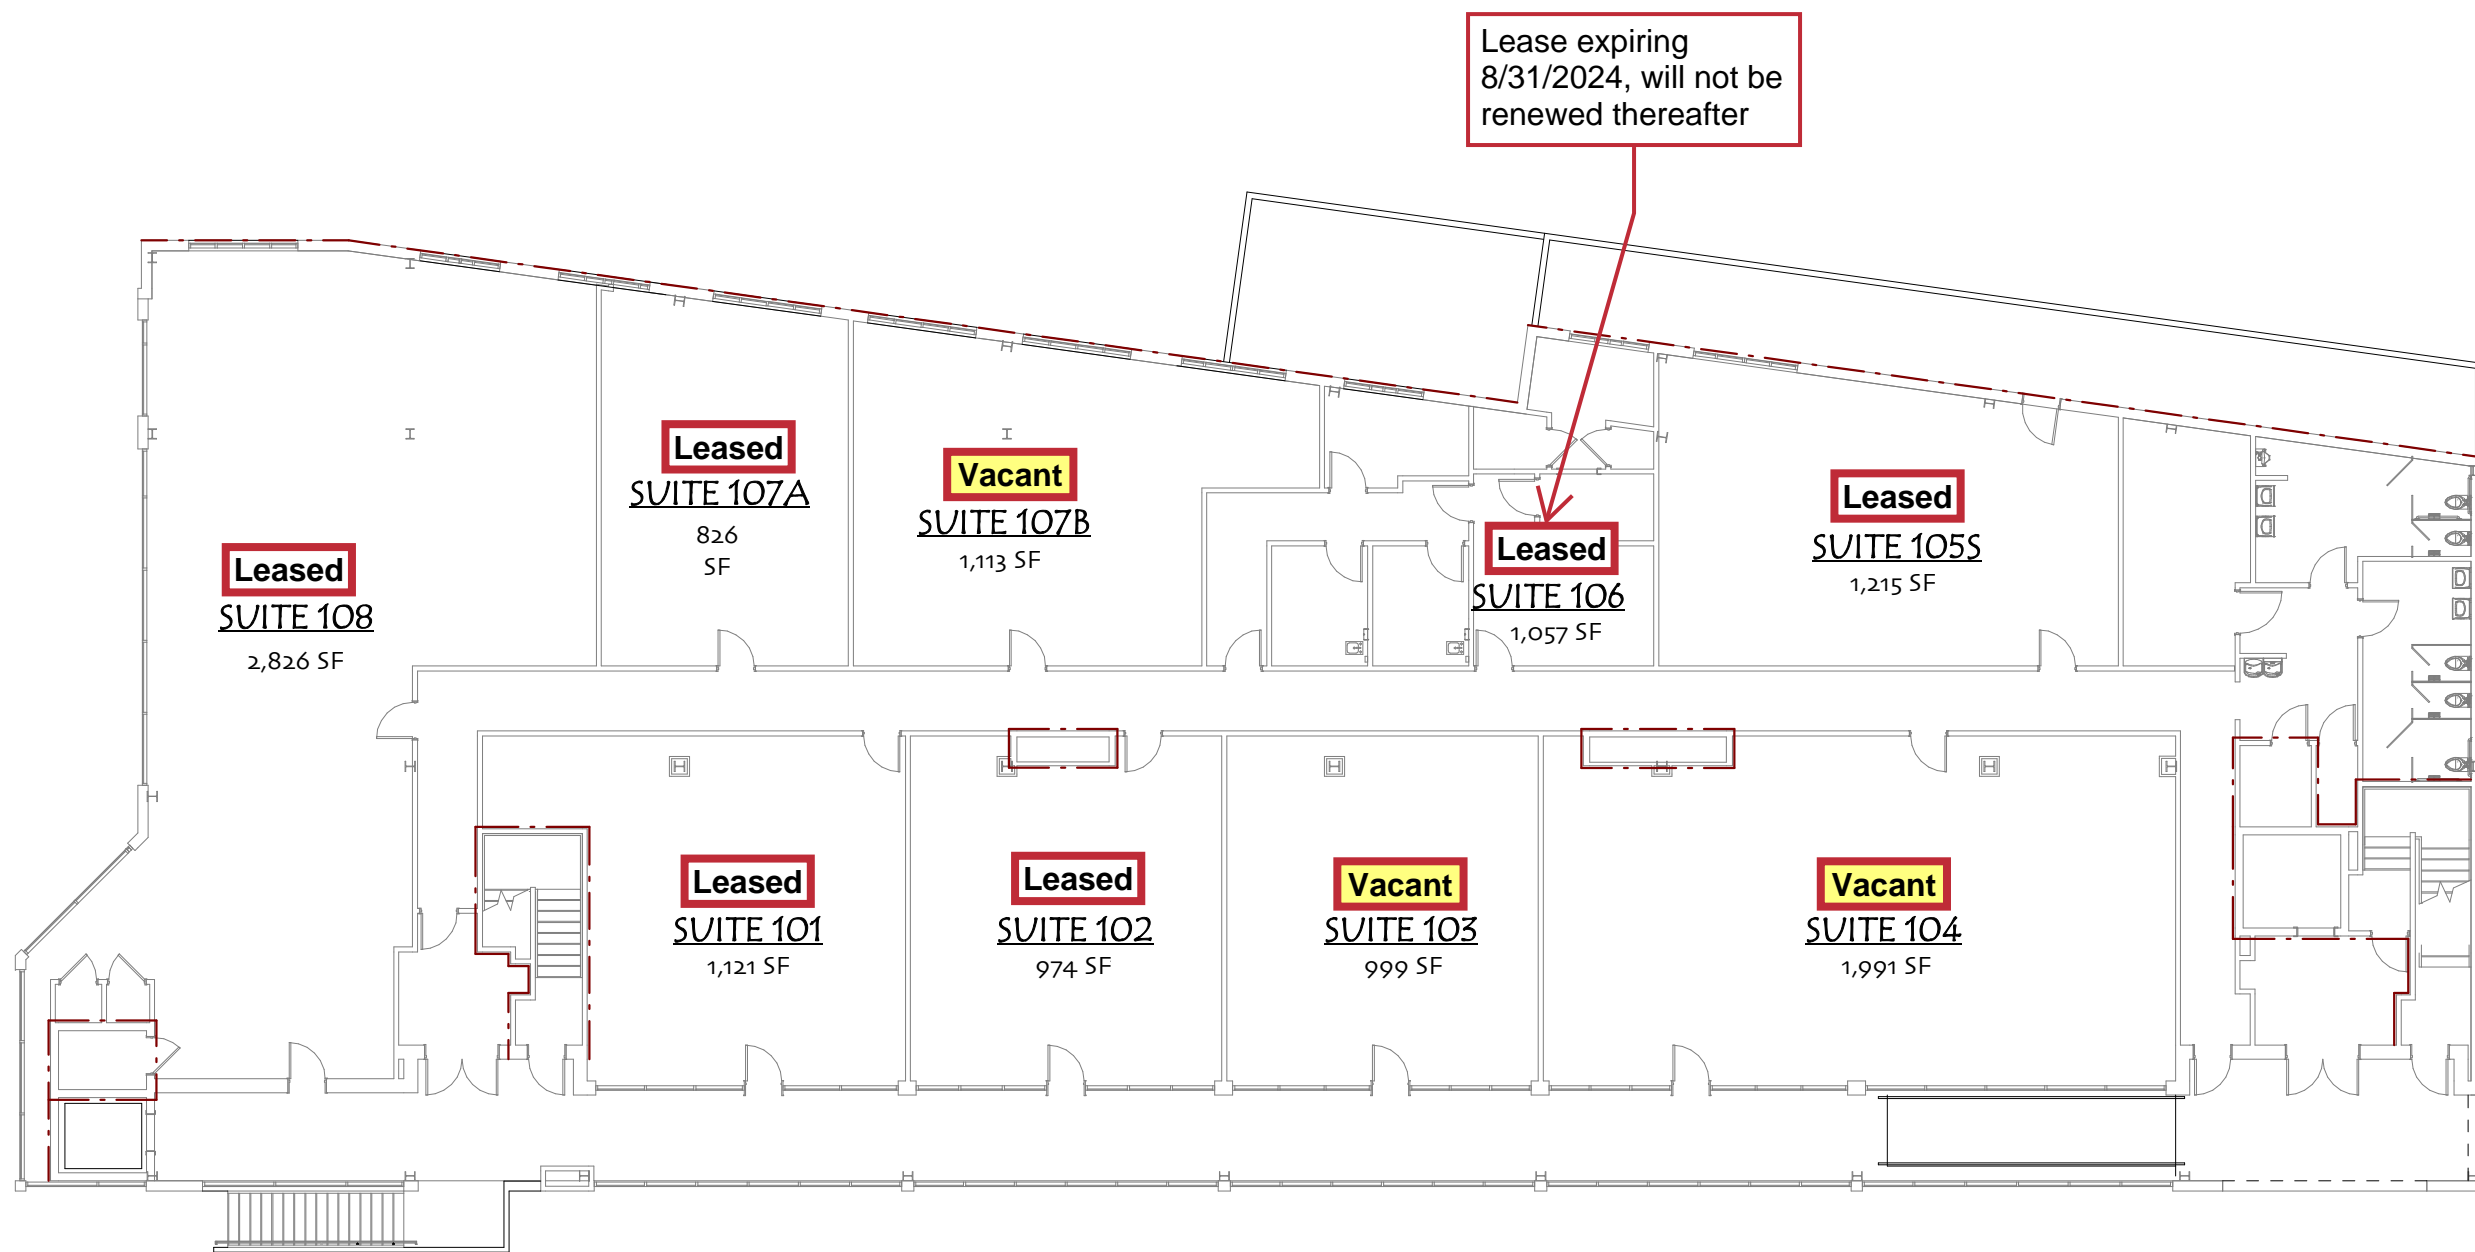 Lease expiring
8/31/2024, will not be
renewed thereafter
Leased
SUITE 107A
826
SF
Vacant
SUITE 107B
1,113 SF
Leased
SUITE 105S
1,215 SF
Leased
SUITE 106
1,057 SF
Leased
SUITE 108
2,826 SF
Leased
SUITE 101
1,121 SF
Leased
SUITE 102
974 SF
Vacant
SUITE 103
999 SF
Vacant
SUITE 104
1,991 SF